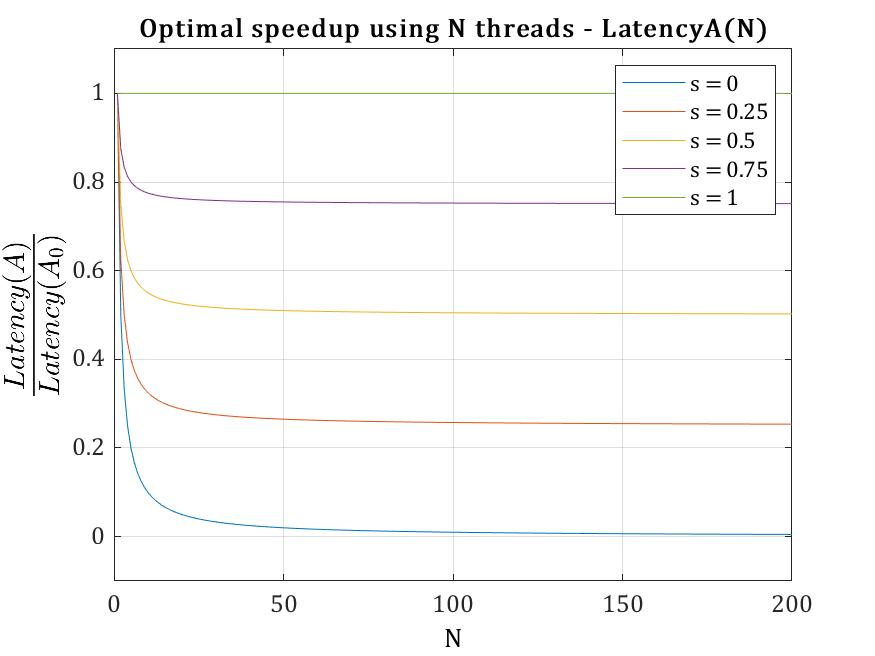 Optimal speedup using N threads - LatencyA(N)
s = 0
s = 0.25
s = 0.5
s = 0.75
s = 1
1
0.8
0.6
0.4
0.2
0
Latency(A)
Latency(A₀)
0 50 100 150 200
N